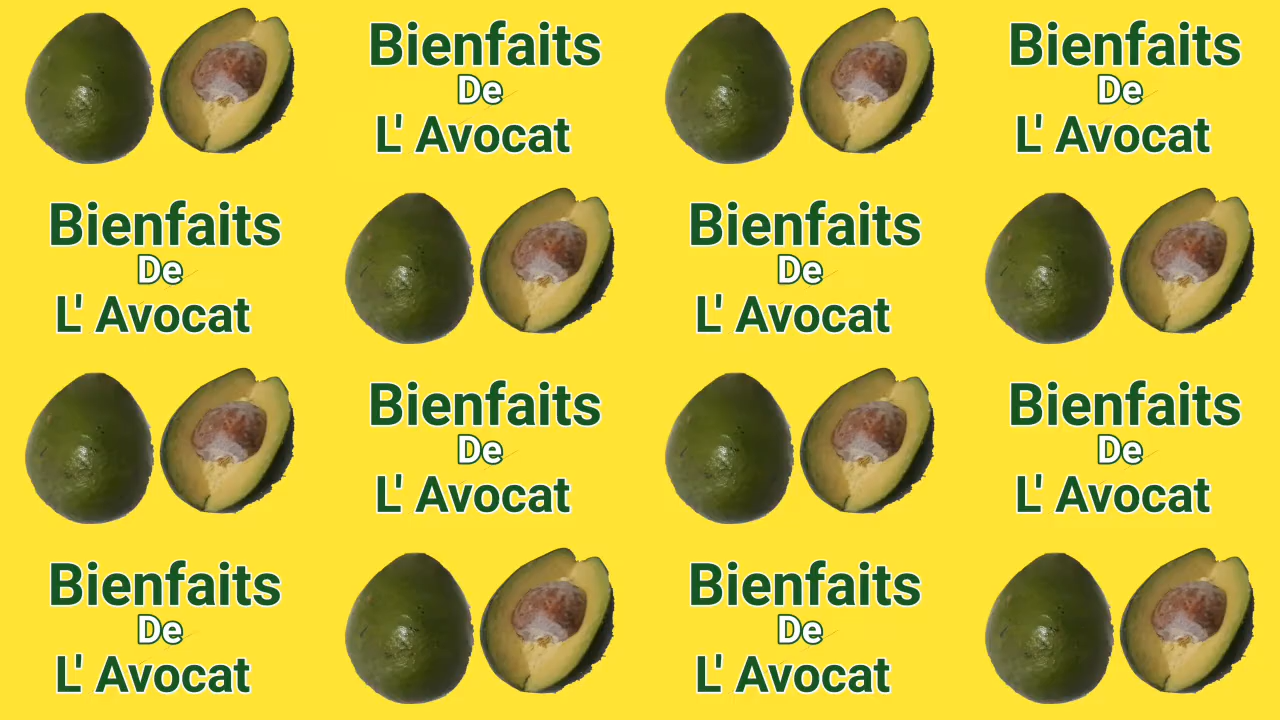 Bienfaits
De
L' Avocat
Bienfaits
De
L' Avocat
Bienfaits
De
L' Avocat
Bienfaits
De
L' Avocat
Bienfaits
De
L' Avocat
Bienfaits
De
L' Avocat
Bienfaits
De
L' Avocat
Bienfaits
De
L' Avocat